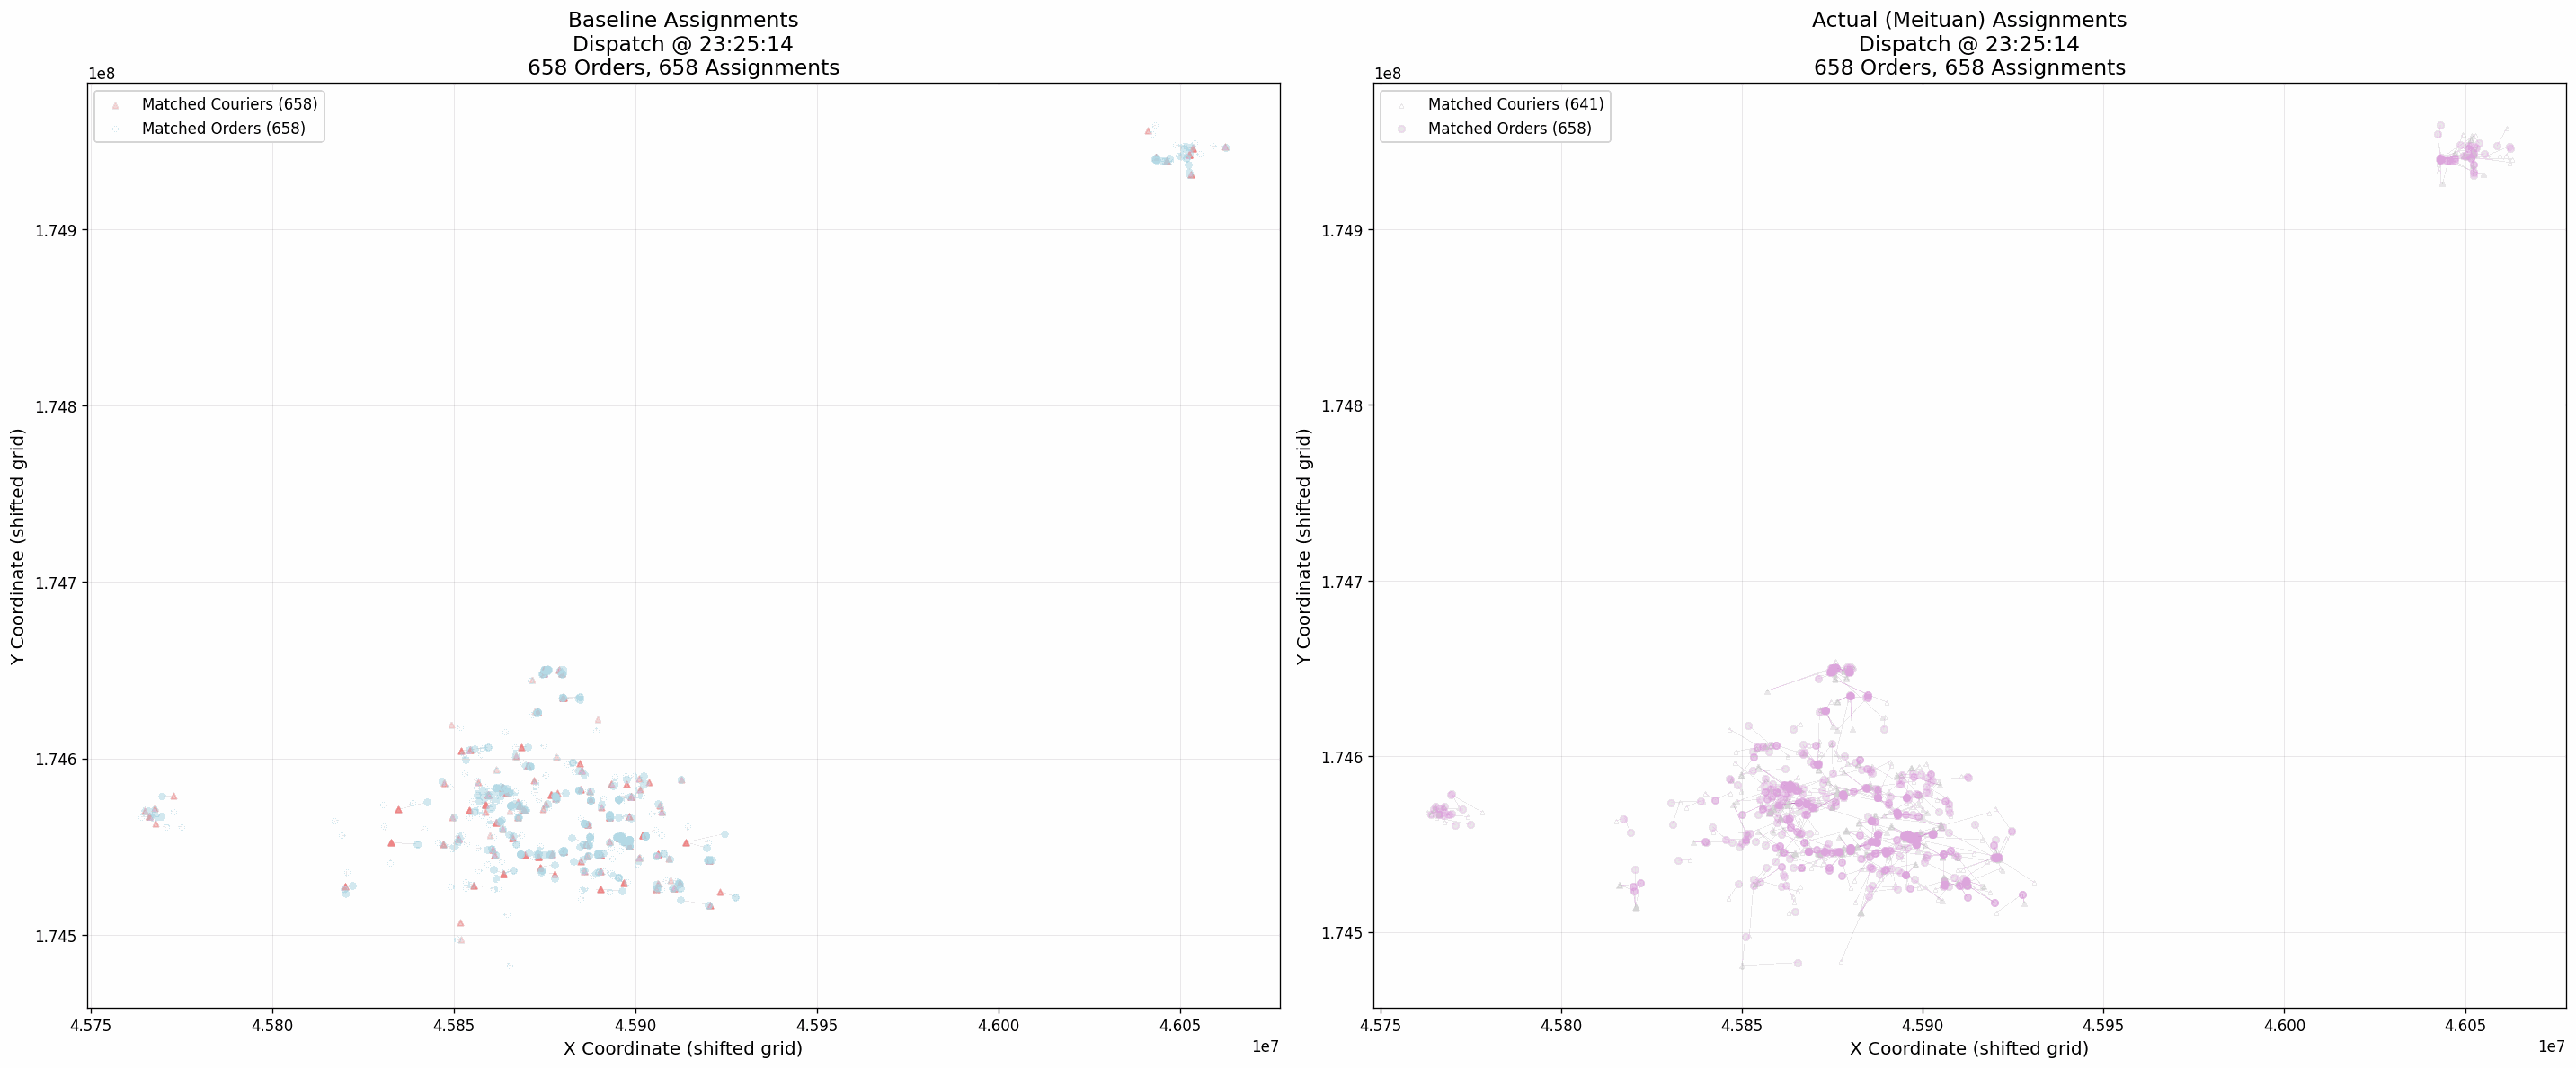 Baseline Assignments
Dispatch @ 23:25:14
658 Orders, 658 Assignments
1e8
Matched Couriers (658)
Matched Orders (658)
1.749
1.748
1.747
1.746
1.745
Y Coordinate (shifted grid)
4.575 4.580 4.585 4.590 4.595 4.600 4.605
1e7
X Coordinate (shifted grid)
Actual (Meituan) Assignments
Dispatch @ 23:25:14
658 Orders, 658 Assignments
1e8
Matched Couriers (641)
Matched Orders (658)
1.749
1.748
1.747
1.746
1.745
Y Coordinate (shifted grid)
4.575 4.580 4.585 4.590 4.595 4.600 4.605
1e7
X Coordinate (shifted grid)